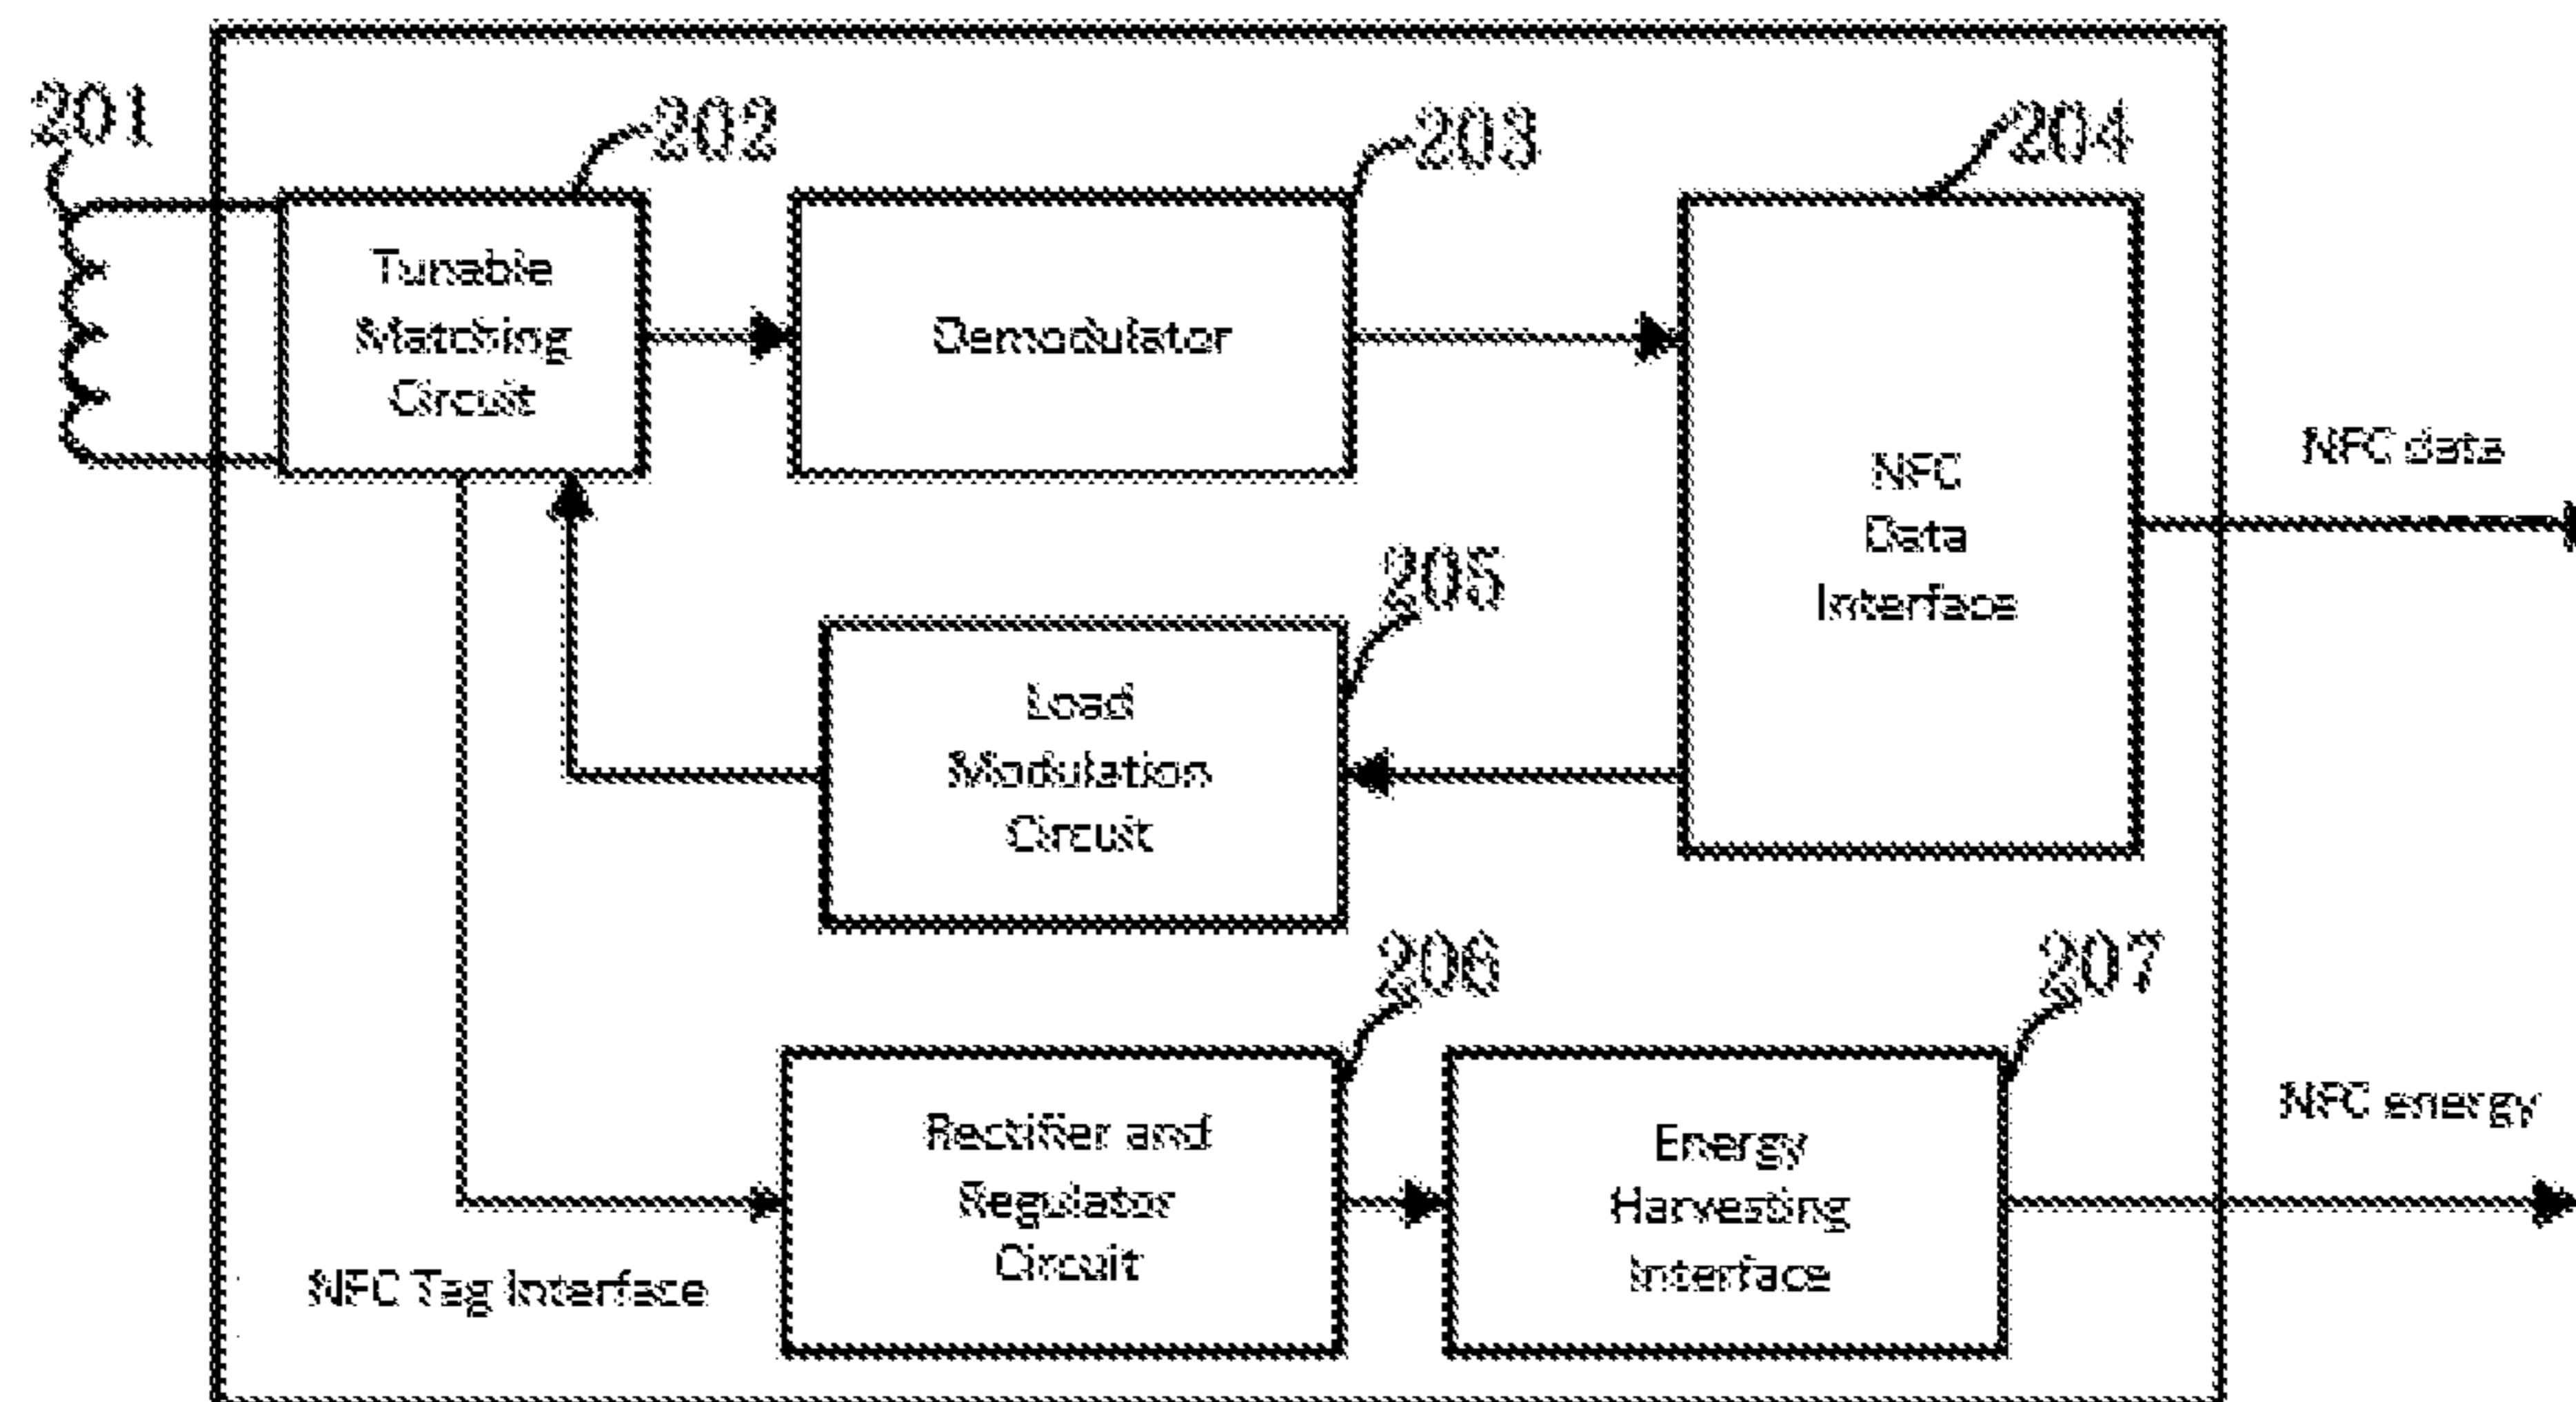 201
202
203
204
Tunable
Matching
Circuit
Demodulator
NFC
Data
Interface
NFC data
205
Load
Modulation
Circuit
206
207
Rectifier and
Regulator
Circuit
Energy
Harvesting
Interface
NFC energy
NFC Tag Interface